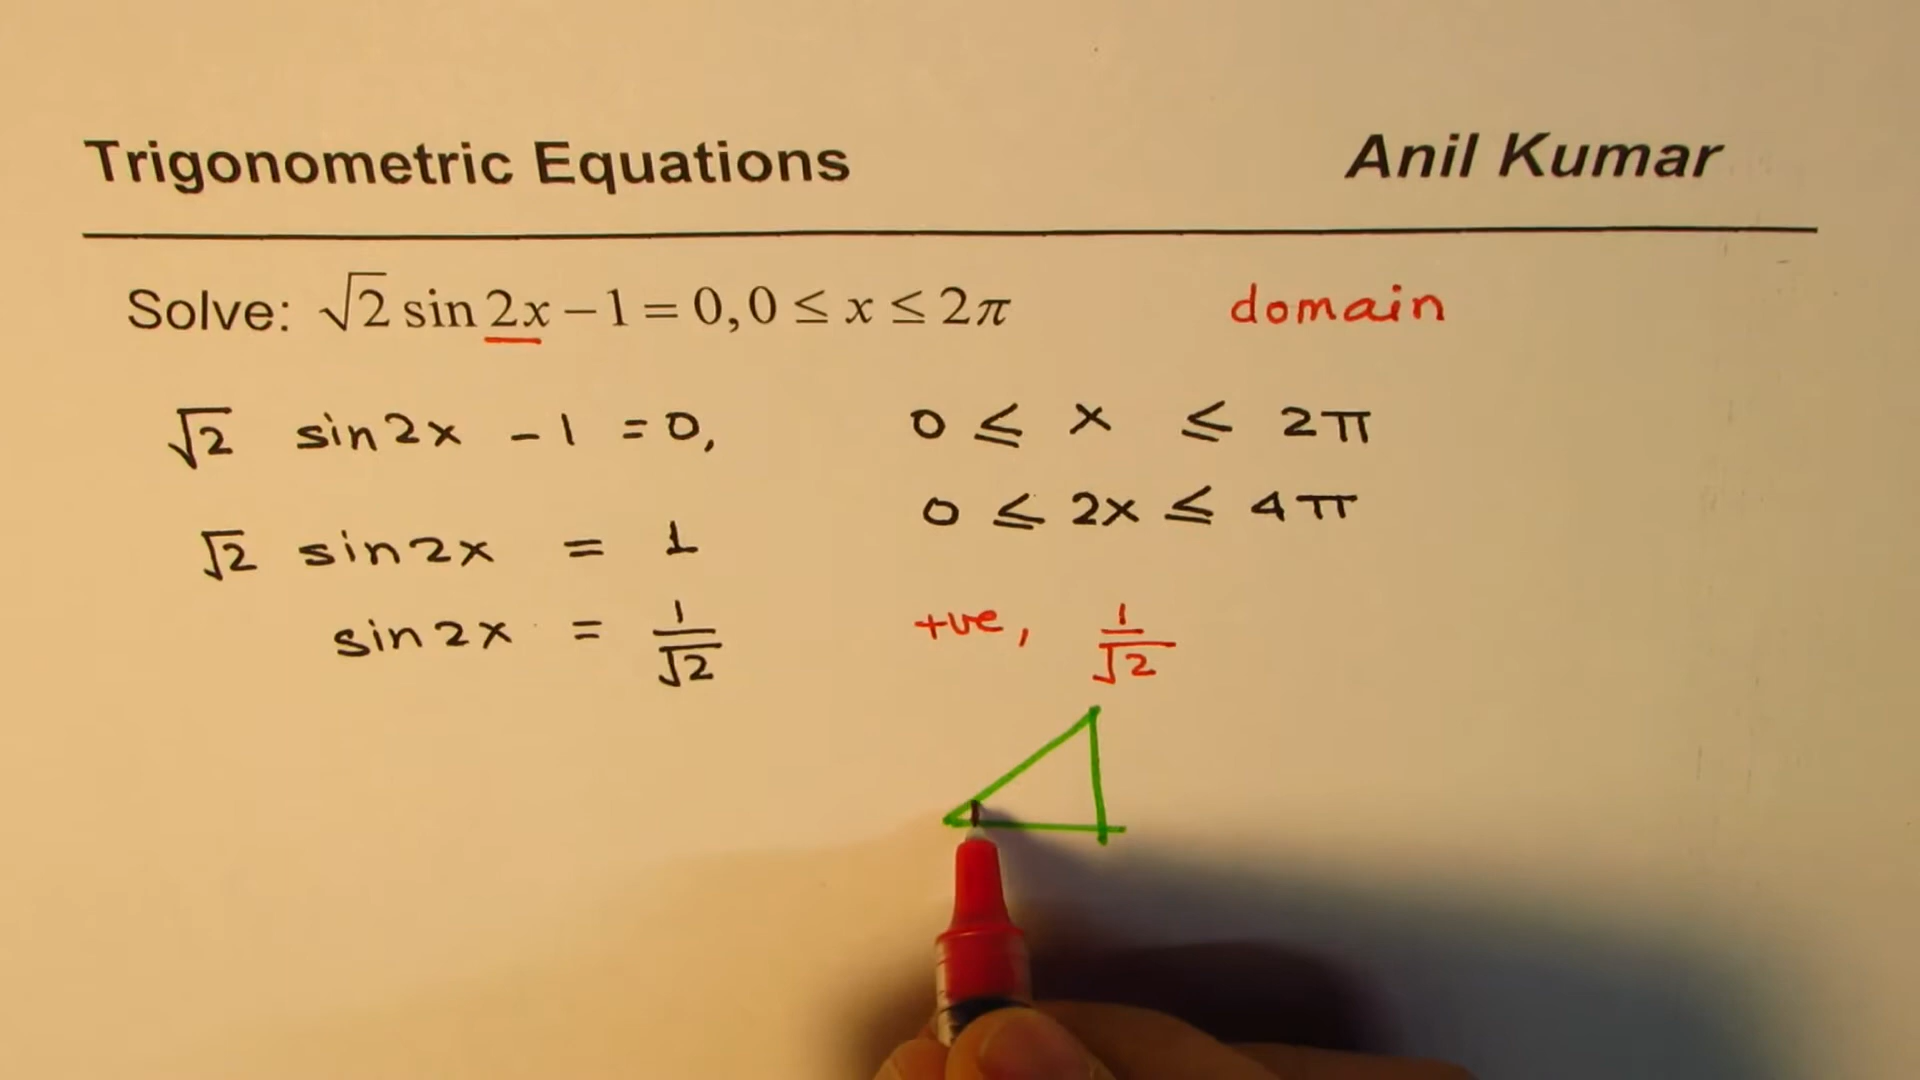 Trigonometric Equations Anil Kumar
Solve: √2 sin 2x − 1 = 0, 0 ≤ x ≤ 2π domain
√2 sin2x - 1 = 0, 0 ≤ x ≤ 2π
0 ≤ 2x ≤ 4π
√2 sin2x = 1
sin2x = 1/√2 +ve, 1/√2